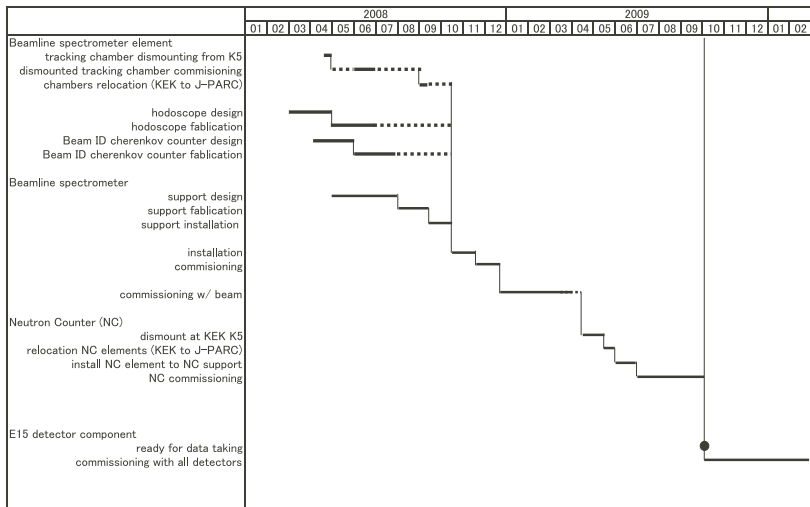 2008 2009
01 02 03 04 05 06 07 08 09 10 11 12 01 02 03 04 05 06 07 08 09 10 11 12 01 02
Beamline spectrometer element
tracking chamber dismounting from K5
dismounted tracking chamber commisioning
chambers relocation (KEK to J-PARC)
hodoscope design
hodoscope fablication
Beam ID cherenkov counter design
Beam ID cherenkov counter fablication
Beamline spectrometer
support design
support fablication
support installation
installation
commisioning
commissioning w/ beam
Neutron Counter (NC)
dismount at KEK K5
relocation NC elements (KEK to J-PARC)
install NC element to NC support
NC commissioning
E15 detector component
ready for data taking
commissioning with all detectors